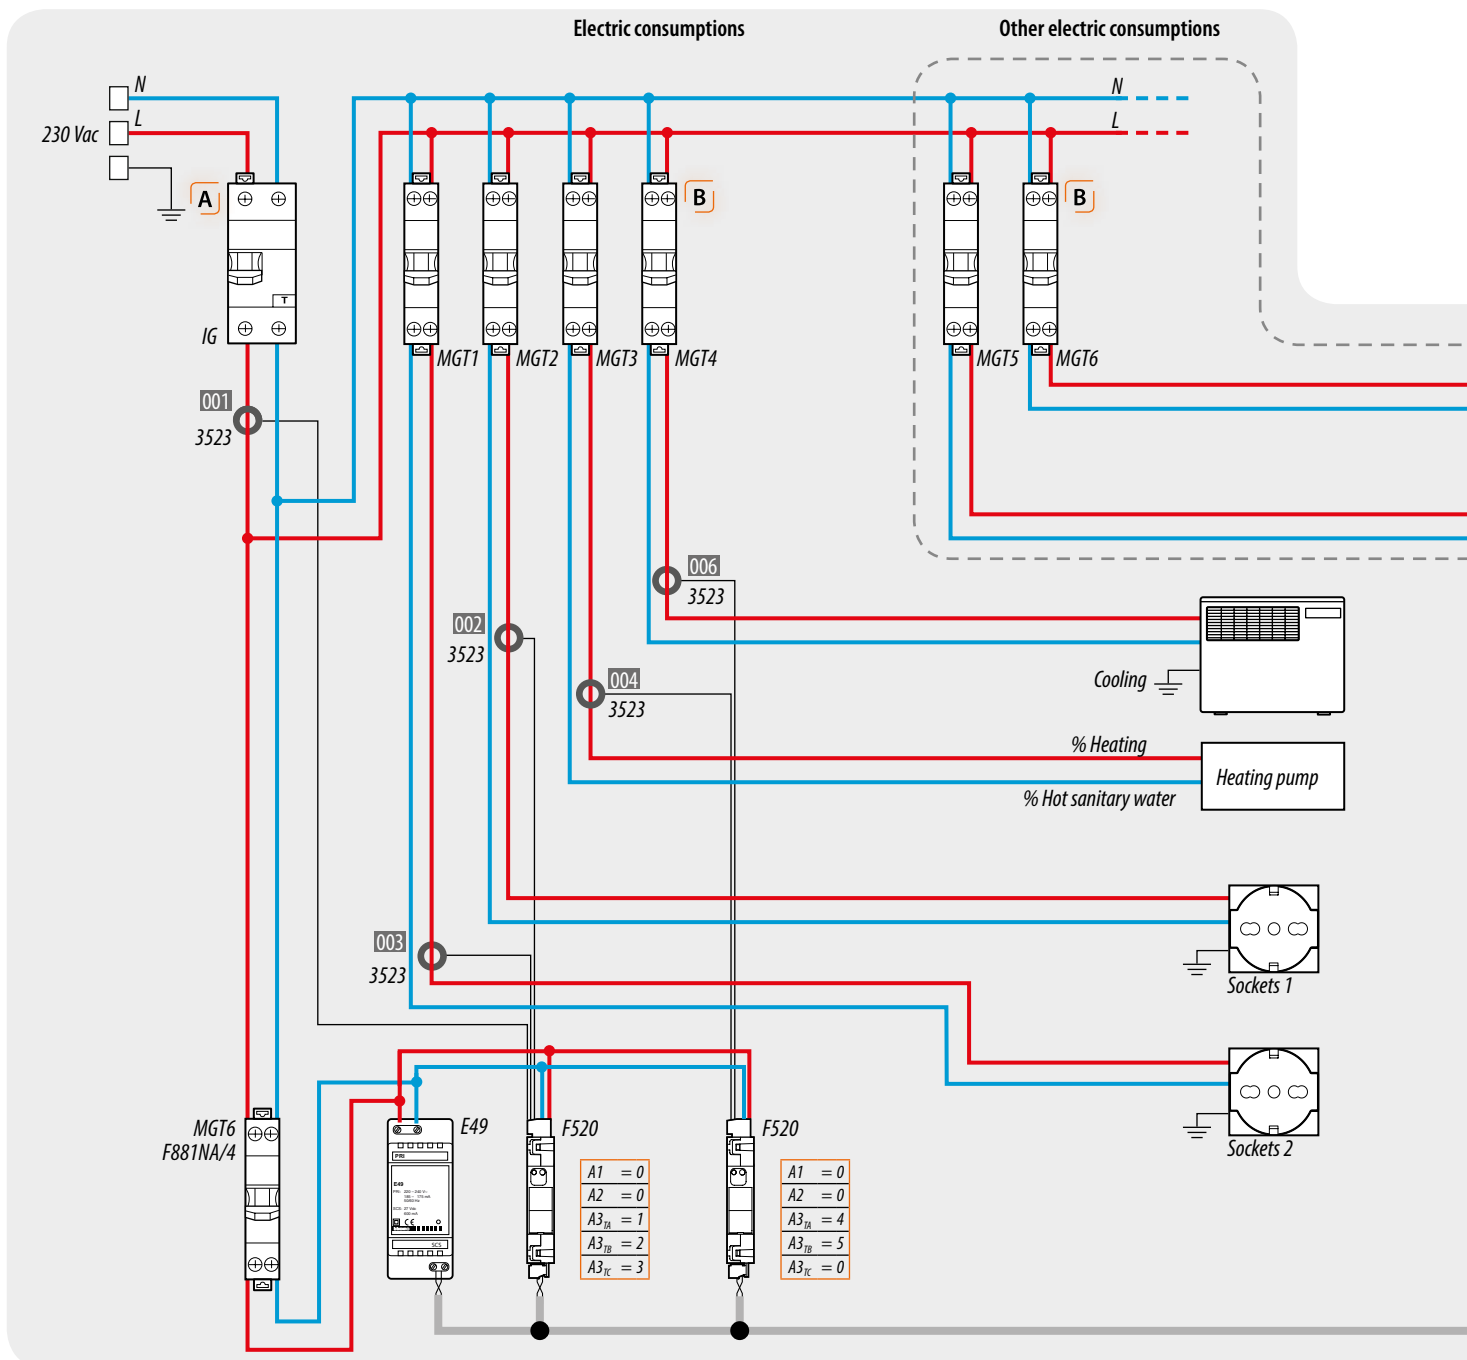 Electric consumptions
Other electric consumptions
N
L
230 Vac
N
L
A
B
B
T
IG
MGT1
MGT2
MGT3
MGT4
MGT5
MGT6
001
3523
006
3523
002
3523
004
3523
Cooling
% Heating
Heating pump
% Hot sanitary water
003
3523
Sockets 1
Sockets 2
MGT6
F881NA/4
E49
F520
F520
PRI
E49
SCS
A1 = 0
A2 = 0
A3TA = 1
A3TB = 2
A3TC = 3
A1 = 0
A2 = 0
A3TA = 4
A3TB = 5
A3TC = 0